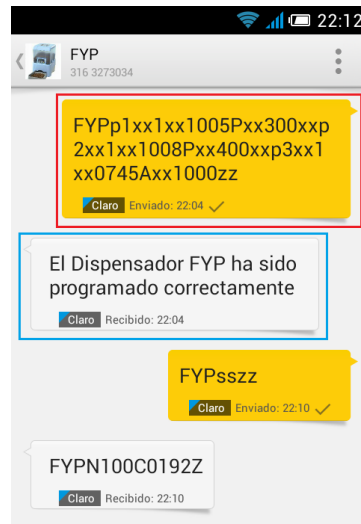 22:12
FYP
316 3273034
FYPp1xx1xx1005Pxx300xxp
2xx1xx1008Pxx400xxp3xx1
xx0745Axx1000zz
Claro Enviado: 22:04
El Dispensador FYP ha sido
programado correctamente
Claro Recibido: 22:04
FYPsszz
Claro Enviado: 22:10
FYPN100C0192Z
Claro Recibido: 22:10